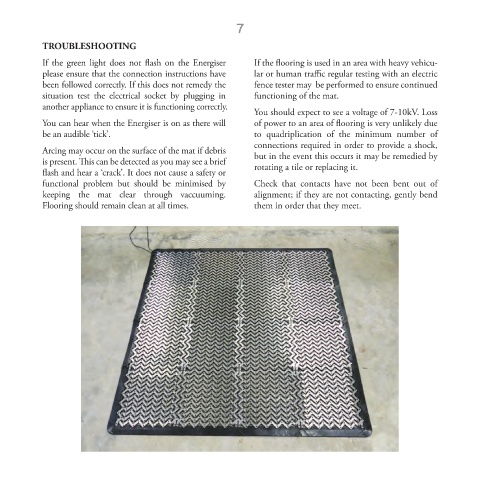 7
TROUBLESHOOTING
If the green light does not flash on the Energiser
please ensure that the connection instructions have
been followed correctly. If this does not remedy the
situation test the electrical socket by plugging in
another appliance to ensure it is functioning correctly.
You can hear when the Energiser is on as there will
be an audible ‘tick’.
Arcing may occur on the surface of the mat if debris
is present. This can be detected as you may see a brief
flash and hear a ‘crack’. It does not cause a safety or
functional problem but should be minimised by
keeping the mat clear through vaccuuming.
Flooring should remain clean at all times.
If the flooring is used in an area with heavy vehicu-
lar or human traffic regular testing with an electric
fence tester may be performed to ensure continued
functioning of the mat.
You should expect to see a voltage of 7-10kV. Loss
of power to an area of flooring is very unlikely due
to quadriplication of the minimum number of
connections required in order to provide a shock,
but in the event this occurs it may be remedied by
rotating a tile or replacing it.
Check that contacts have not been bent out of
alignment; if they are not contacting, gently bend
them in order that they meet.